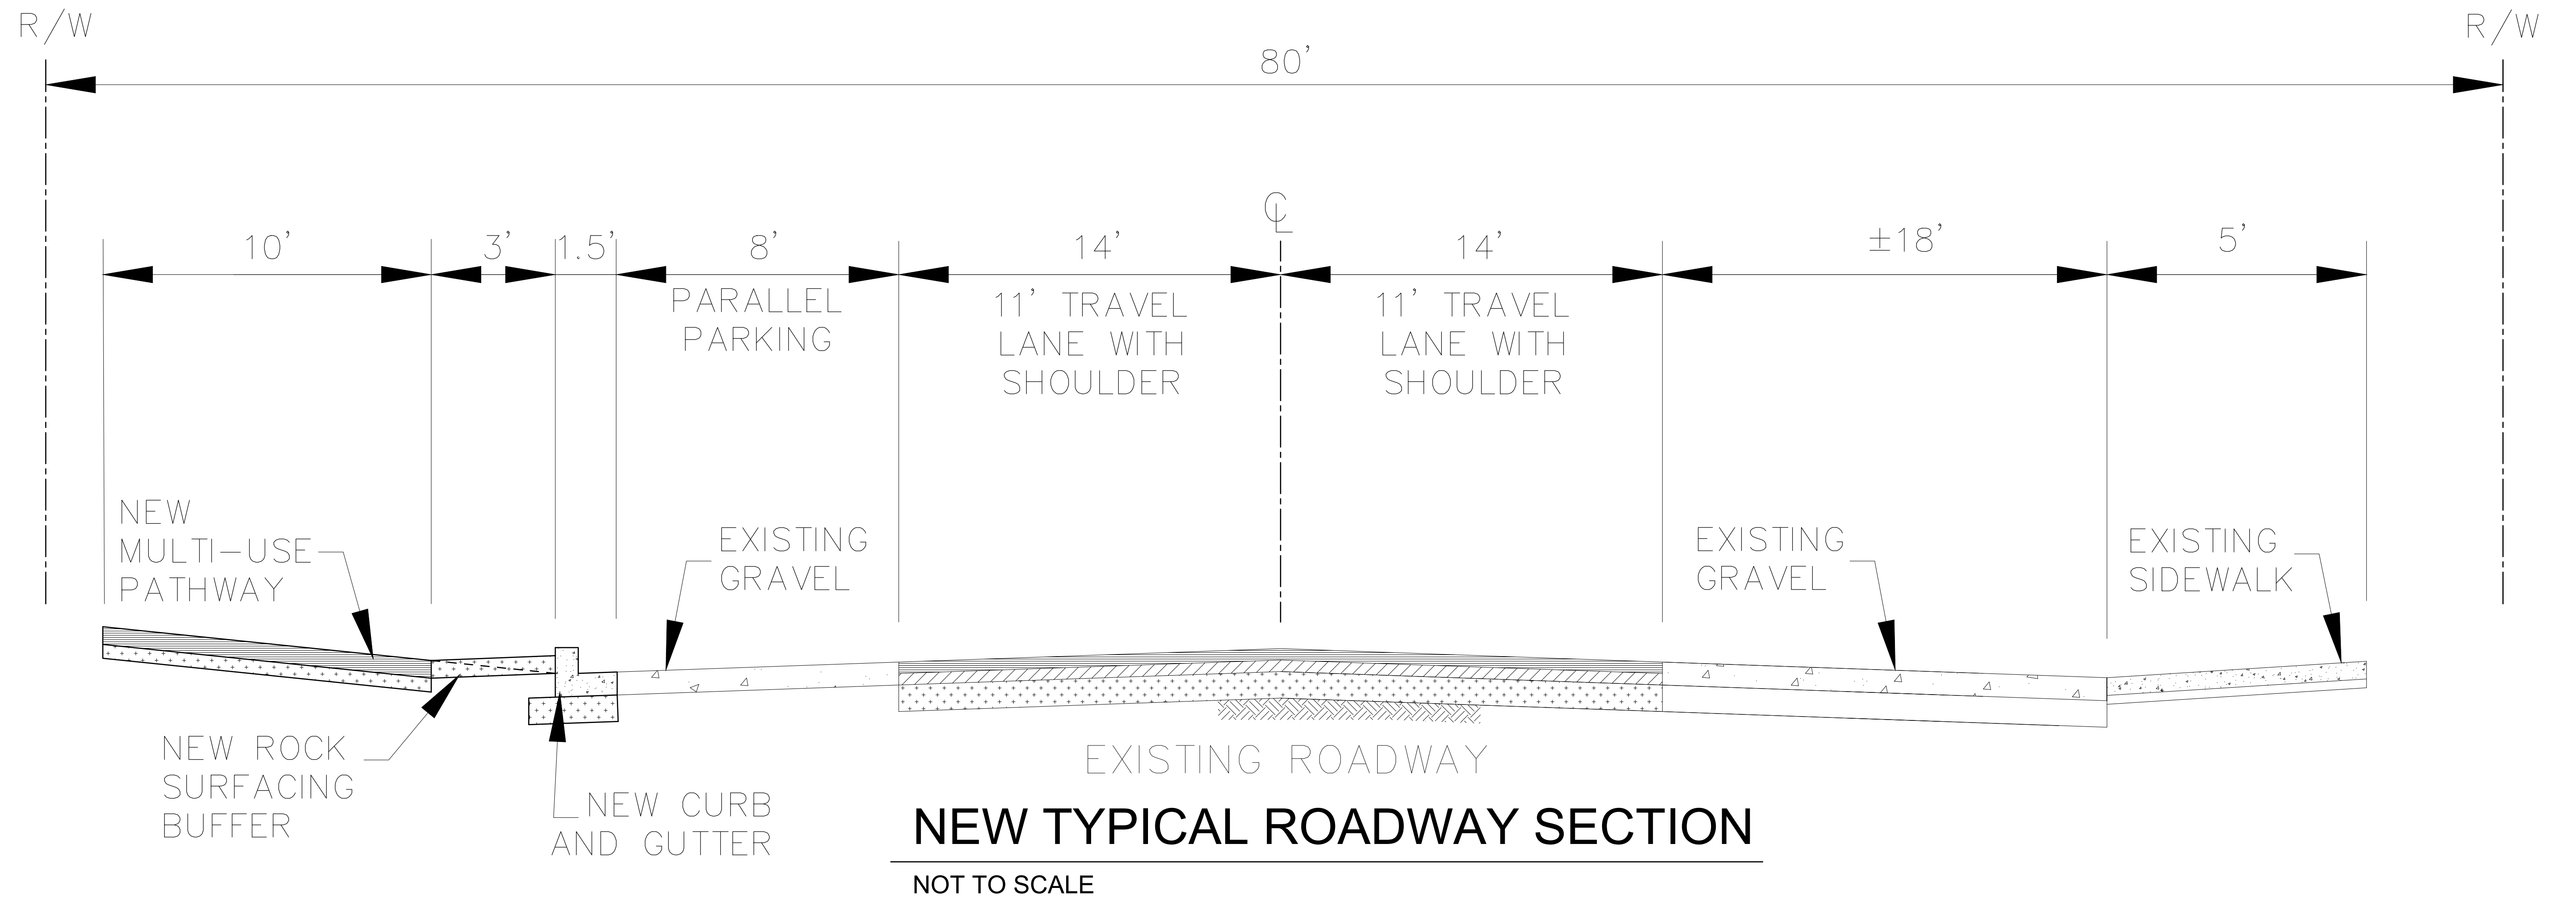 R/W
R/W
80'
℄
10'
3'
1.5'
8'
14'
14'
±18'
5'
PARALLEL
PARKING
11' TRAVEL
LANE WITH
SHOULDER
11' TRAVEL
LANE WITH
SHOULDER
NEW
MULTI-USE
PATHWAY
EXISTING
GRAVEL
EXISTING
GRAVEL
EXISTING
SIDEWALK
NEW ROCK
SURFACING
BUFFER
NEW CURB
AND GUTTER
EXISTING ROADWAY
NEW TYPICAL ROADWAY SECTION
NOT TO SCALE